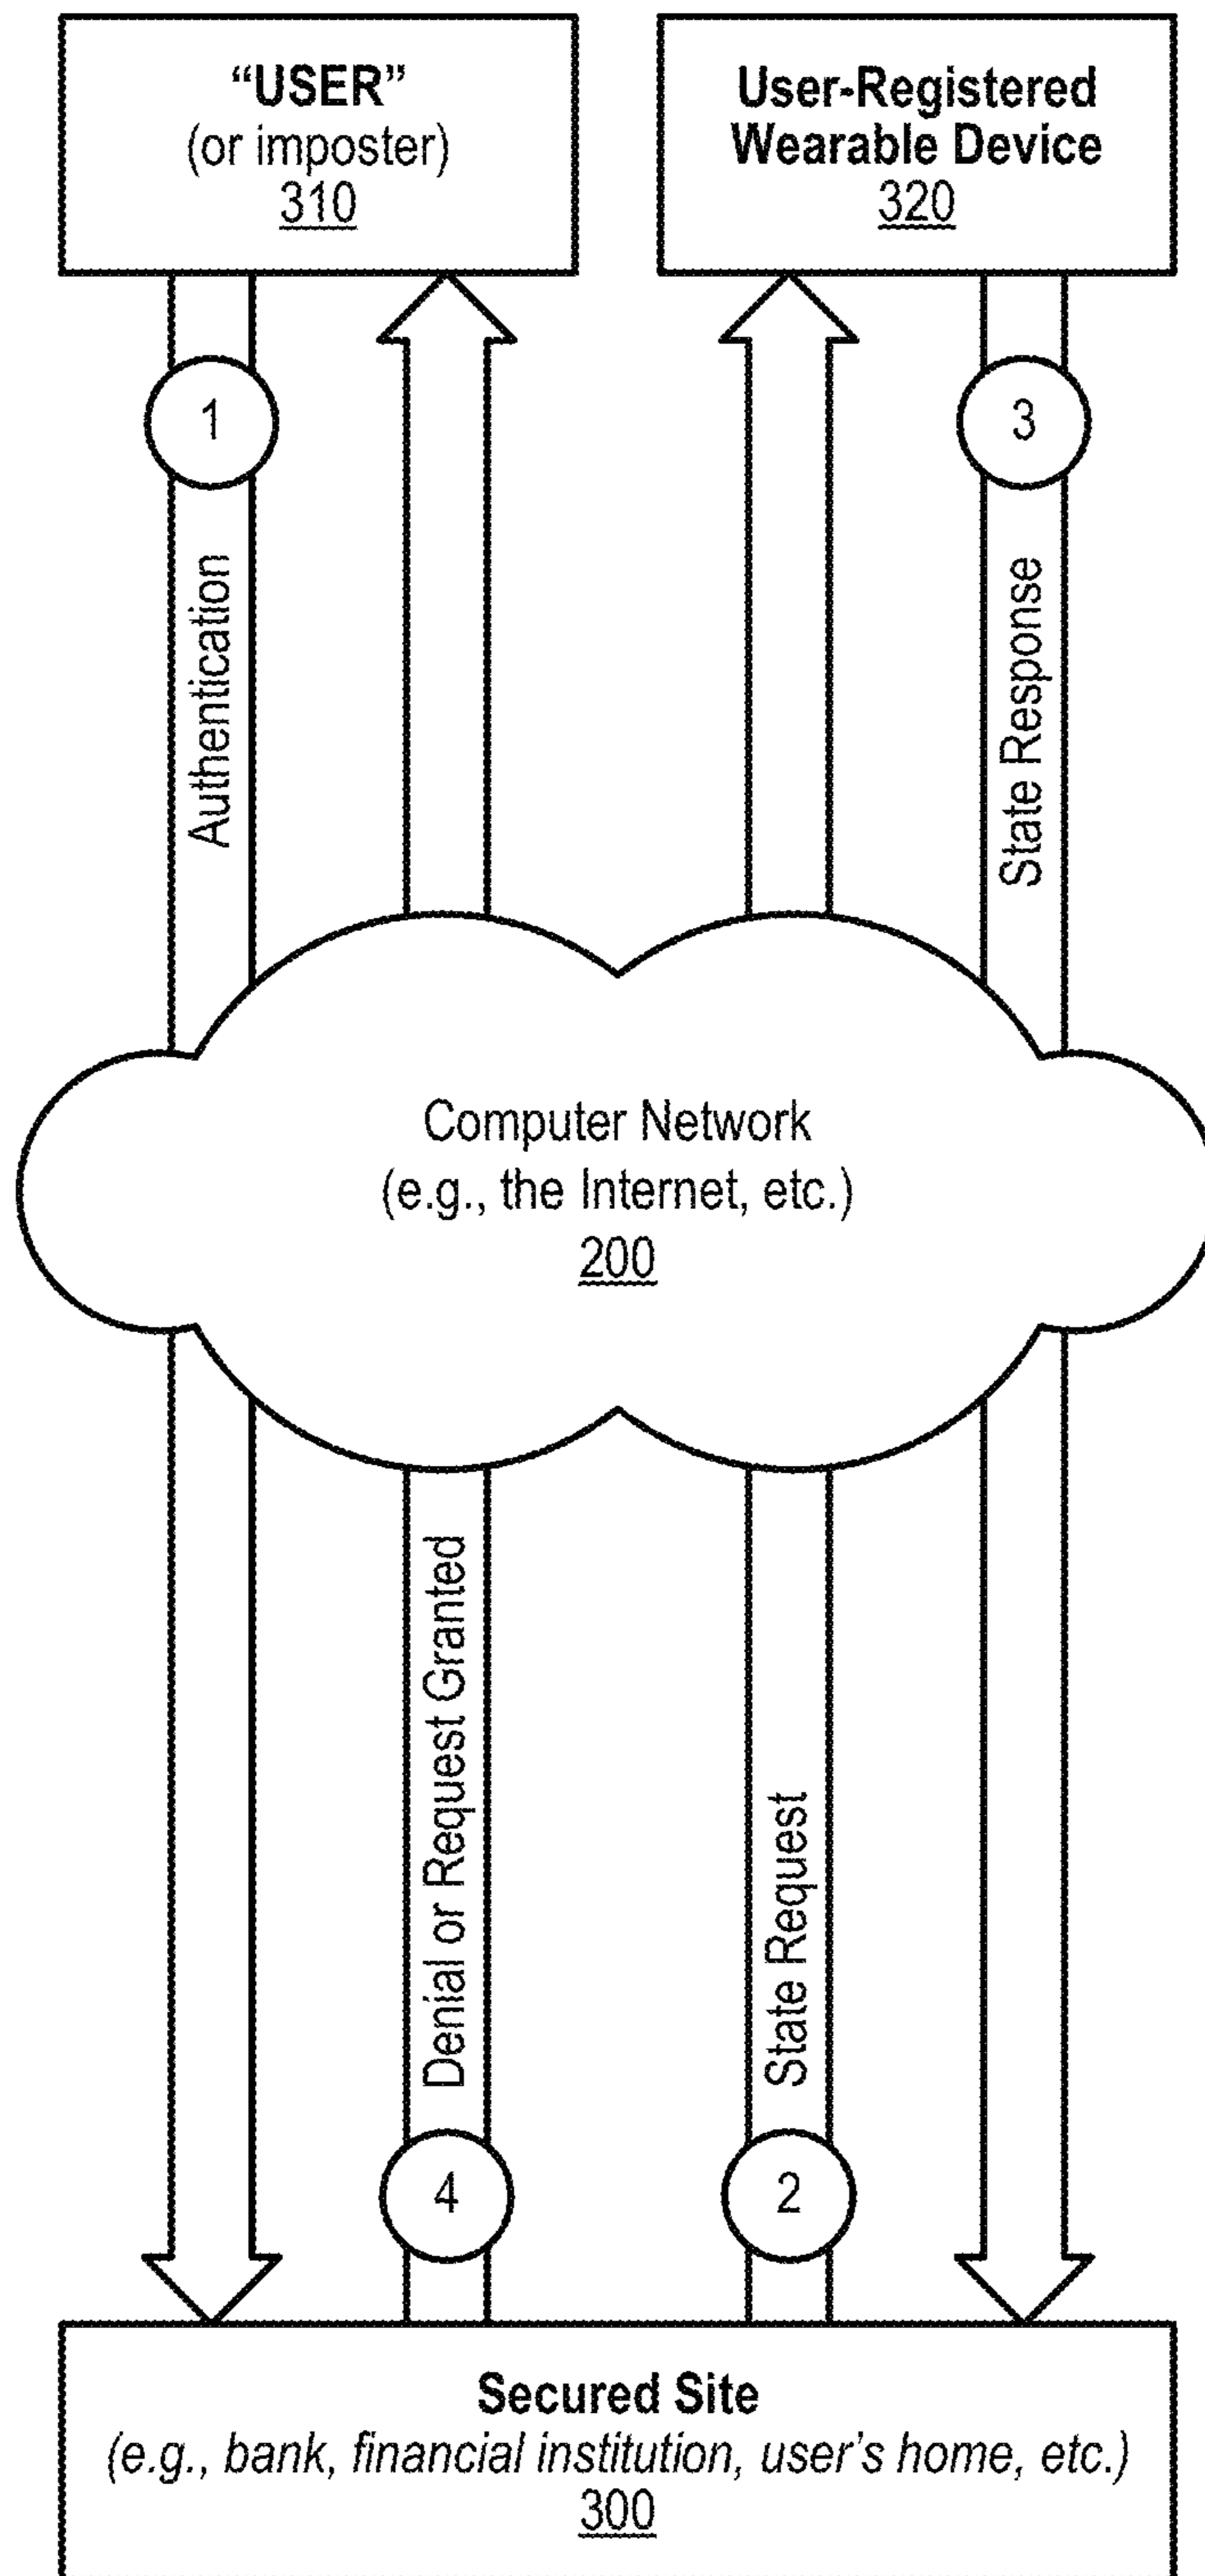 “USER”
(or imposter)
310
User-Registered
Wearable Device
320
1
3
Authentication
State Response
Computer Network
(e.g., the Internet, etc.)
200
Denial or Request Granted
State Request
4
2
Secured Site
(e.g., bank, financial institution, user's home, etc.)
300